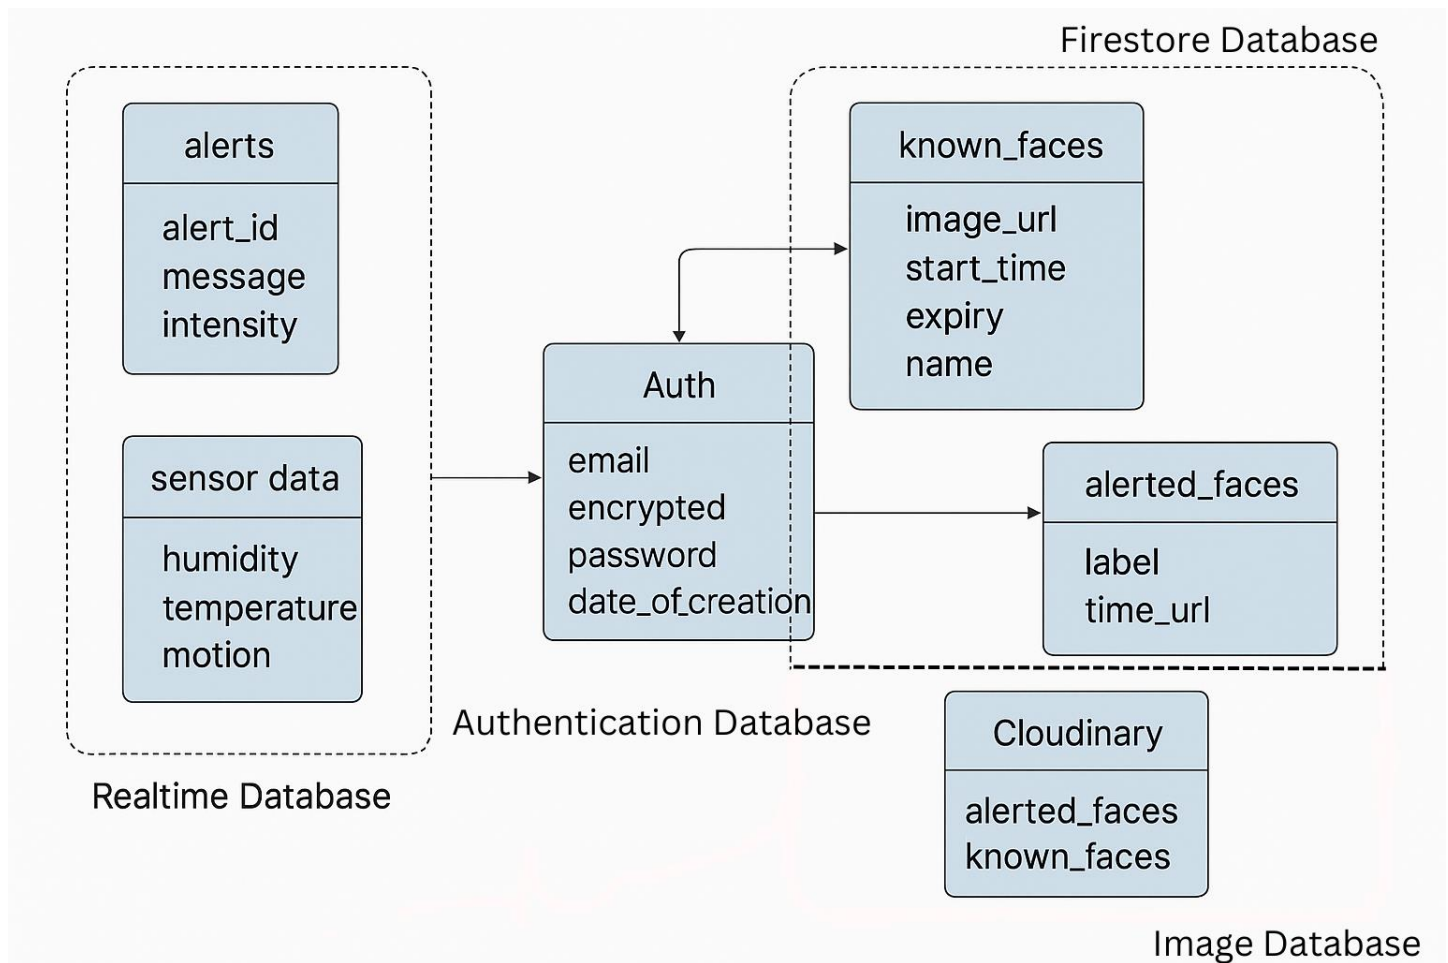 Firestore Database
alerts
alert_id
message
intensity
sensor data
humidity
temperature
motion
Realtime Database
Auth
email
encrypted
password
date_of_creation
Authentication Database
known_faces
image_url
start_time
expiry
name
alerted_faces
label
time_url
Cloudinary
alerted_faces
known_faces
Image Database